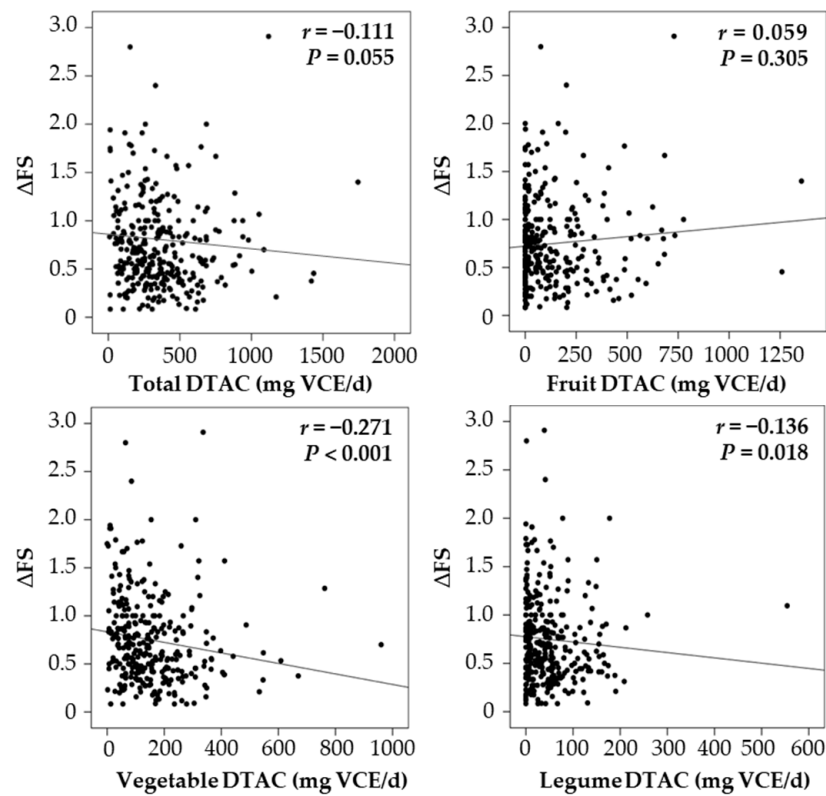 r = −0.111
P = 0.055
3.0
2.5
2.0
1.5
1.0
0.5
0
ΔFS
0 500 1000 1500 2000
Total DTAC (mg VCE/d)
r = 0.059
P = 0.305
3.0
2.5
2.0
1.5
1.0
0.5
0
ΔFS
0 250 500 750 1000 1250
Fruit DTAC (mg VCE/d)
r = −0.271
P < 0.001
3.0
2.5
2.0
1.5
1.0
0.5
0
ΔFS
0 200 400 600 800 1000
Vegetable DTAC (mg VCE/d)
r = −0.136
P = 0.018
3.0
2.5
2.0
1.5
1.0
0.5
0
ΔFS
0 100 200 300 400 500 600
Legume DTAC (mg VCE/d)